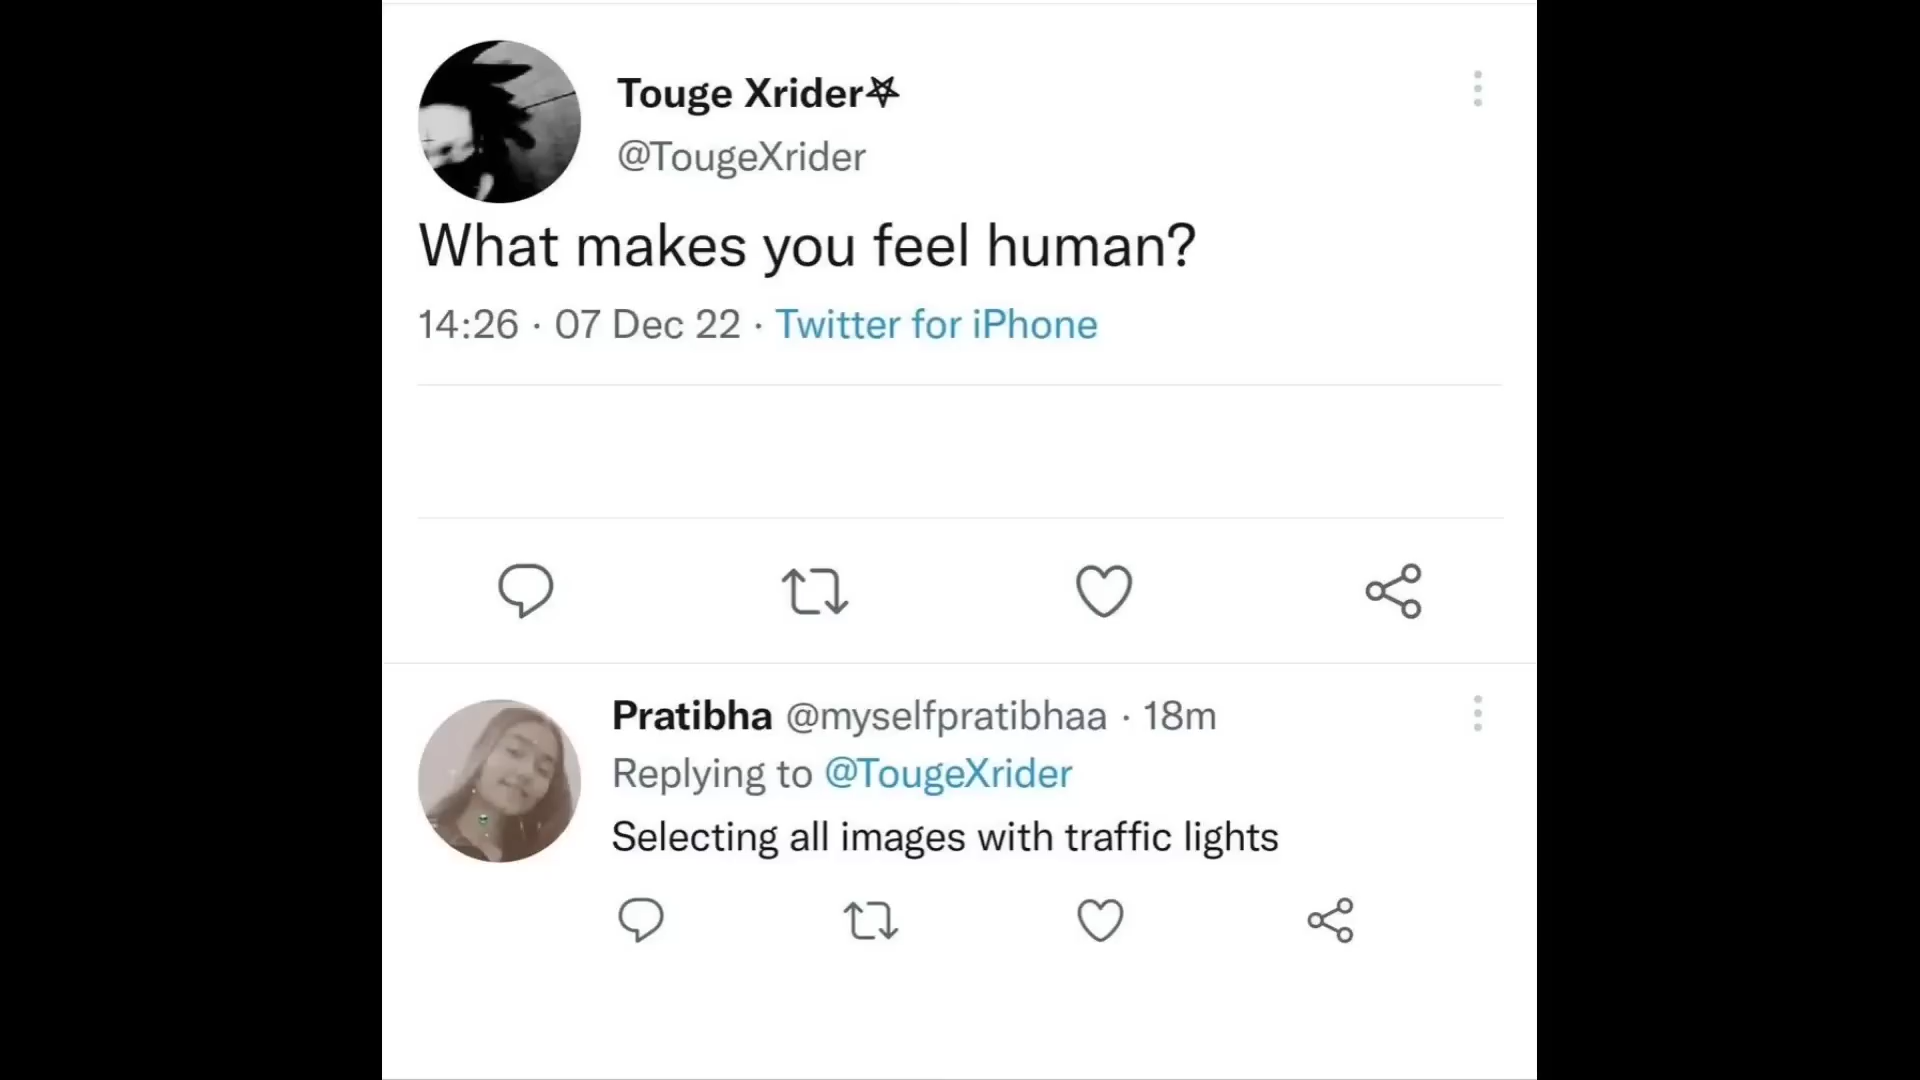 Touge Xrider⛧
@TougeXrider
What makes you feel human?
14:26 · 07 Dec 22 · Twitter for iPhone
Pratibha @myselfpratibhaa · 18m
Replying to @TougeXrider
Selecting all images with traffic lights